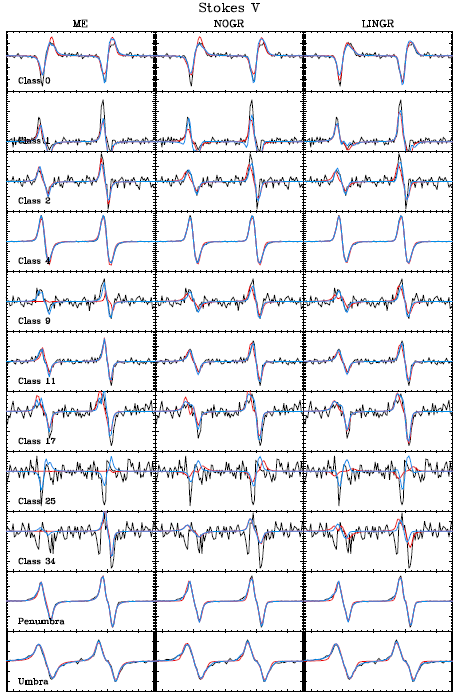 Stokes V
ME NOGR LINGR
Class 0
Class 1
Class 2
Class 4
Class 9
Class 11
Class 17
Class 25
Class 34
Penumbra
Umbra